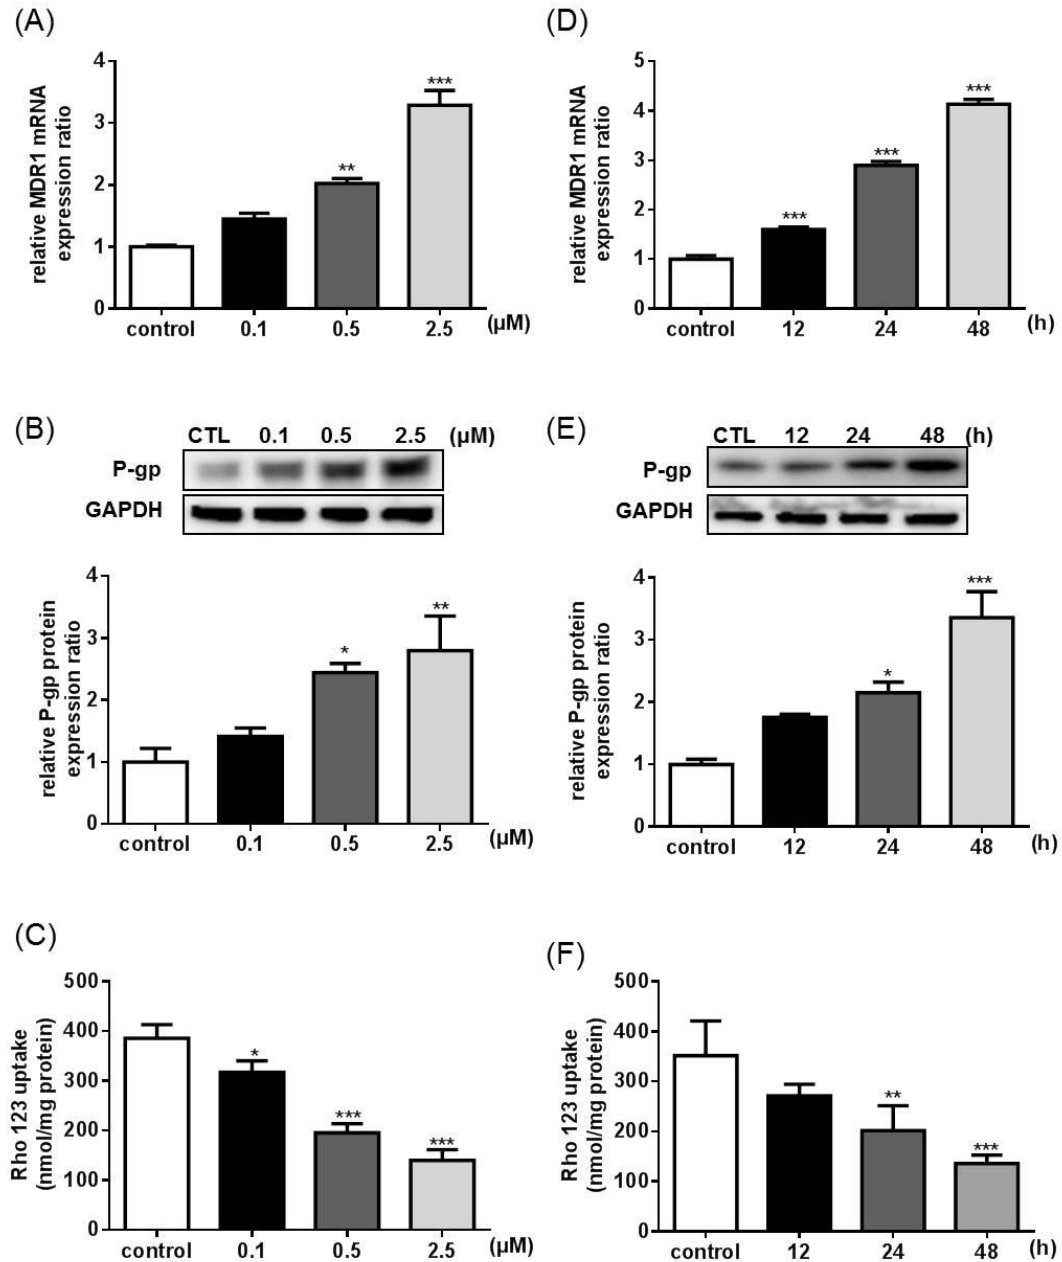 (A)
relative MDR1 mRNA
expression ratio
4
3
2
1
0
***
**
control 0.1 0.5 2.5 (µM)
(D)
relative MDR1 mRNA
expression ratio
5
4
3
2
1
0
***
***
***
control 12 24 48 (h)
(B)
CTL 0.1 0.5 2.5 (µM)
P-gp
GAPDH
relative P-gp protein
expression ratio
4
3
2
1
0
**
*
control 0.1 0.5 2.5 (µM)
(E)
CTL 12 24 48 (h)
P-gp
GAPDH
relative P-gp protein
expression ratio
4
3
2
1
0
***
*
control 12 24 48 (h)
(C)
Rho 123 uptake
(nmol/mg protein)
500
400
300
200
100
0
*
***
***
control 0.1 0.5 2.5 (µM)
(F)
Rho 123 uptake
(nmol/mg protein)
500
400
300
200
100
0
**
***
control 12 24 48 (h)